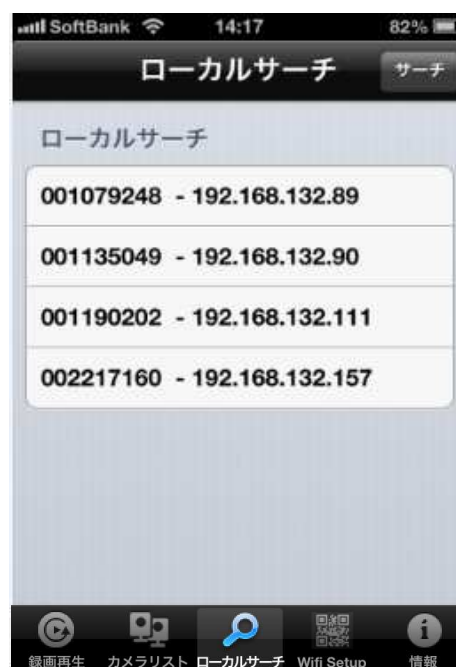 SoftBank 14:17 82%
ローカルサーチ サーチ
ローカルサーチ
001079248 - 192.168.132.89
001135049 - 192.168.132.90
001190202 - 192.168.132.111
002217160 - 192.168.132.157
録画再生 カメラリスト ローカルサーチ Wifi Setup 情報